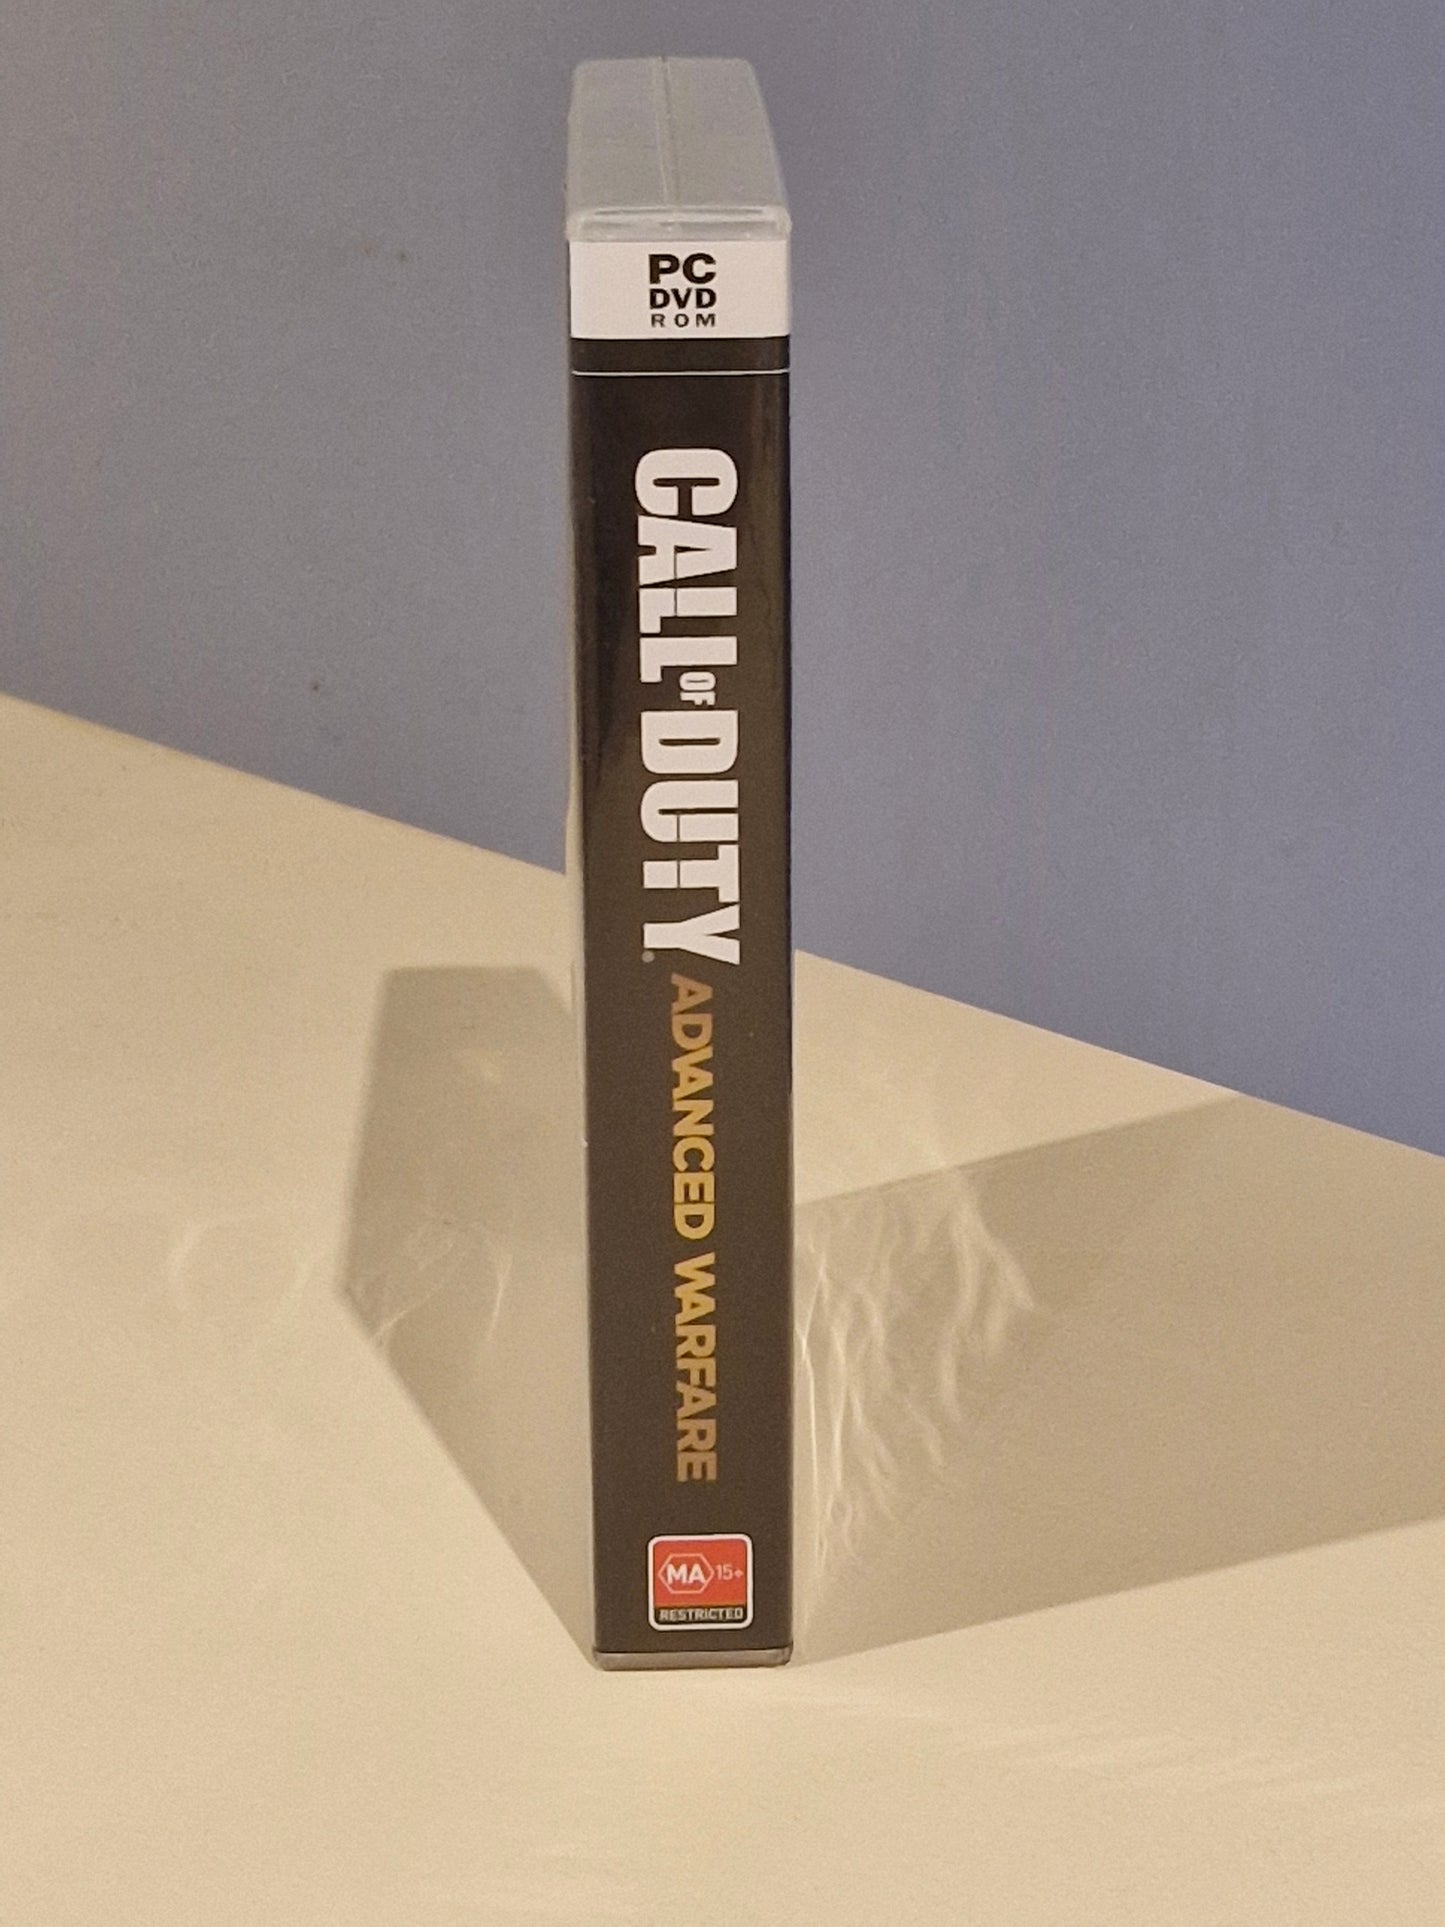 PC
DVD
ROM
CALL OF DUTY
ADVANCED WARFARE
MA 15+
RESTRICTED